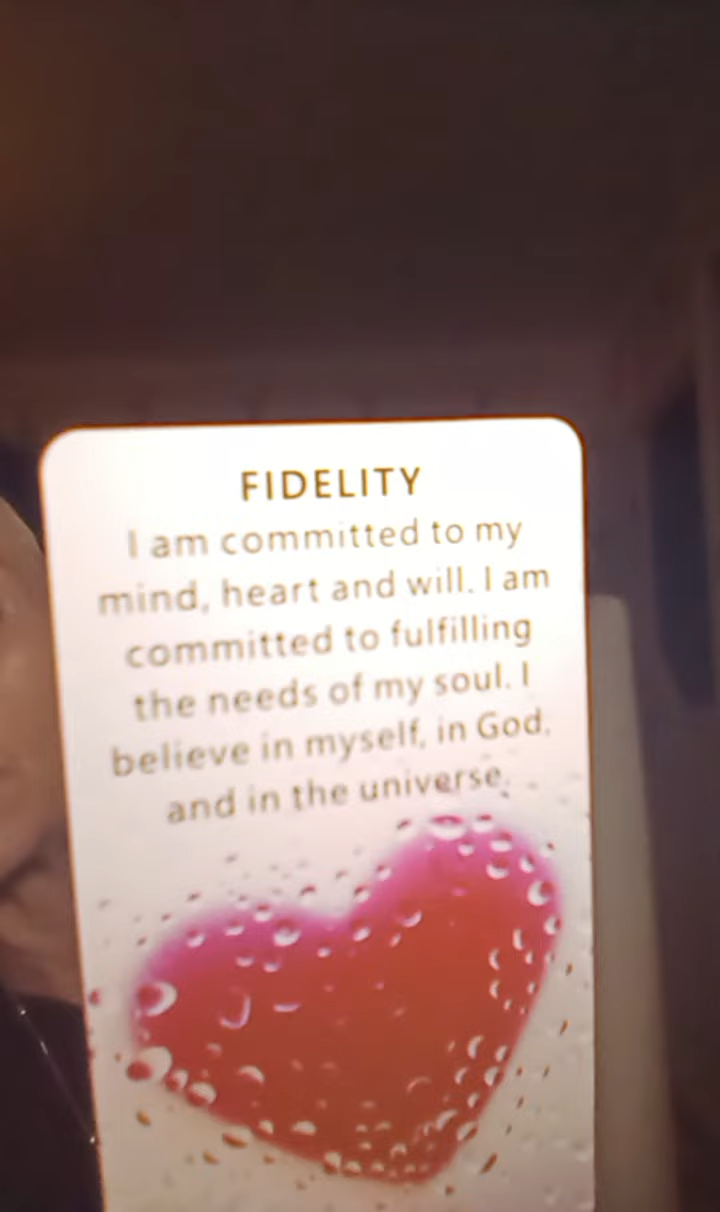 FIDELITY
I am committed to my
mind, heart and will. I am
committed to fulfilling
the needs of my soul. I
believe in myself, in God,
and in the universe.